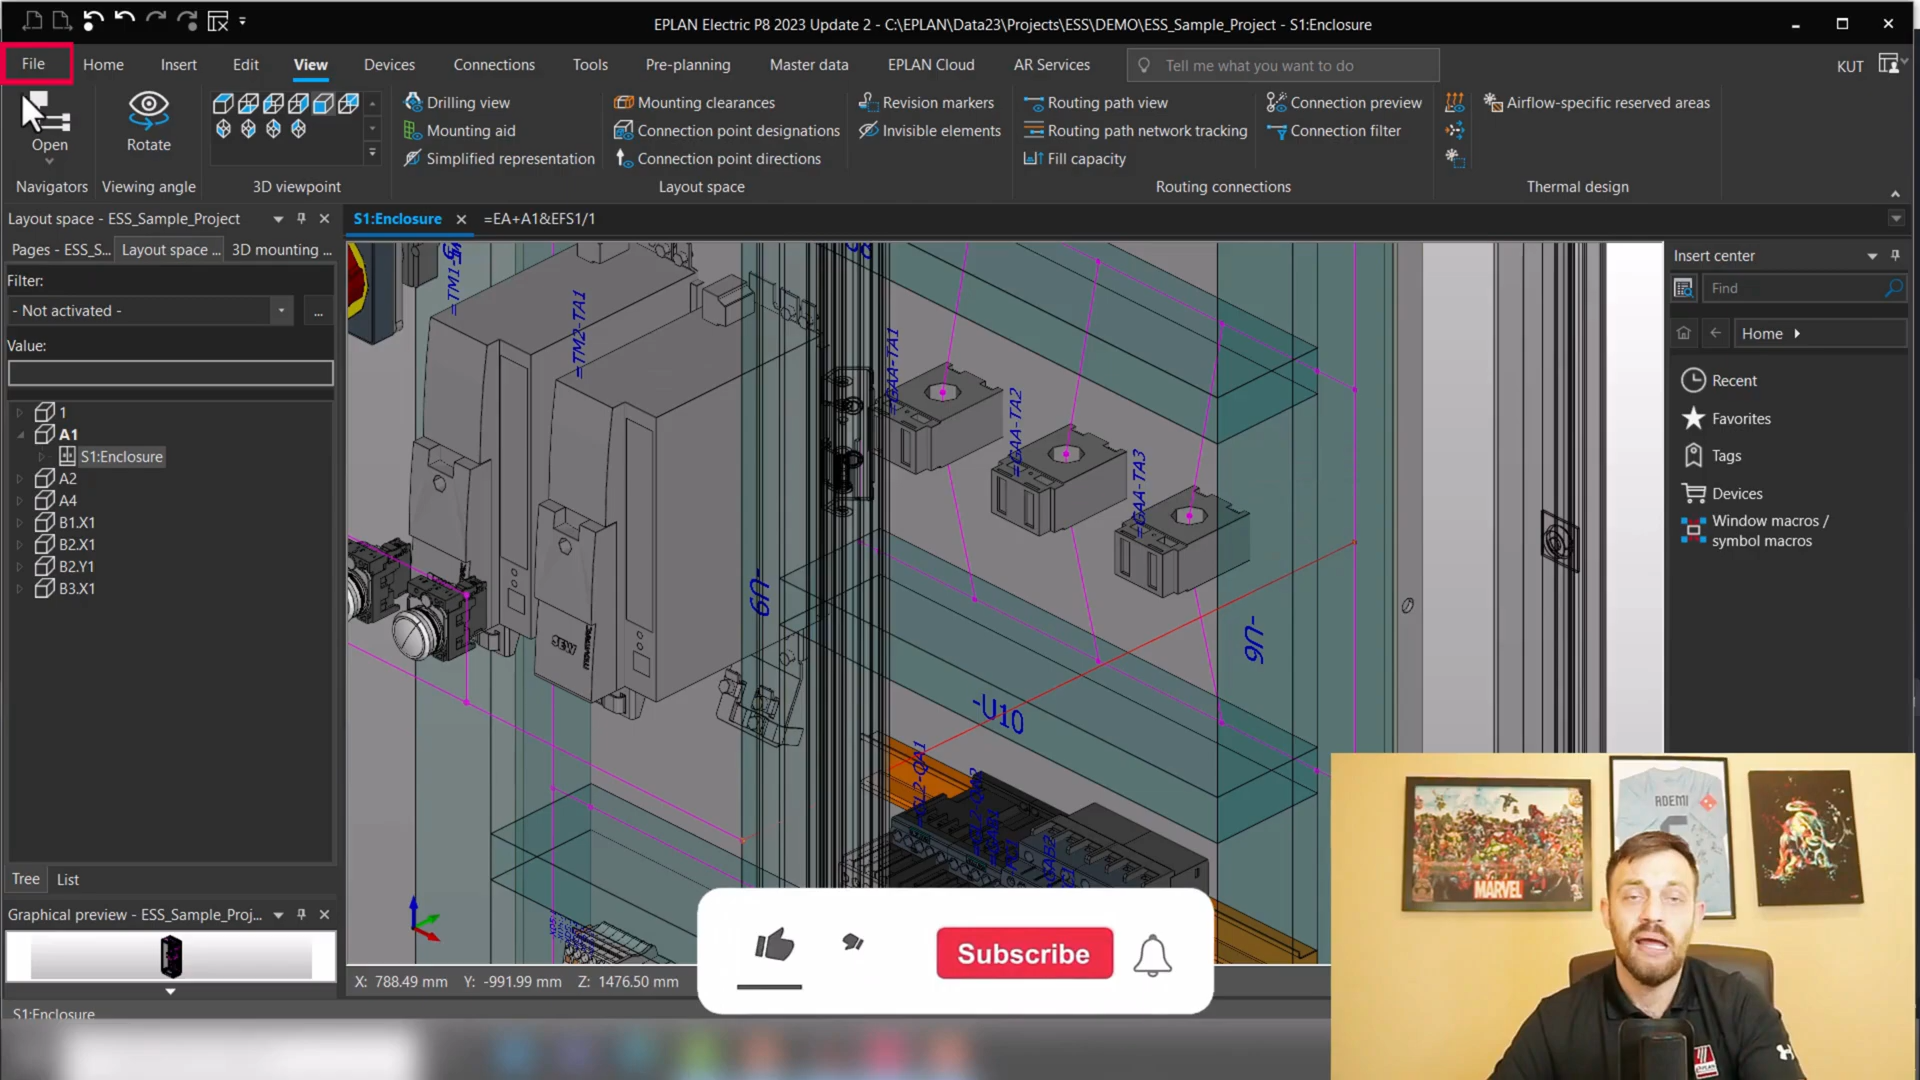 EPLAN Electric P8 2023 Update 2 - C:\EPLAN\Data23\Projects\ESS\DEMO\ESS_Sample_Project - S1:Enclosure
File
Home
Insert
Edit
View
Devices
Connections
Tools
Pre-planning
Master data
EPLAN Cloud
AR Services
Tell me what you want to do
KUT
Open
Rotate
Drilling view
Mounting aid
Simplified representation
Mounting clearances
Connection point designations
Connection point directions
Revision markers
Invisible elements
Routing path view
Routing path network tracking
Fill capacity
Connection preview
Connection filter
Airflow-specific reserved areas
Navigators
Viewing angle
3D viewpoint
Layout space
Routing connections
Thermal design
Layout space - ESS_Sample_Project
S1:Enclosure
=EA+A1&EFS1/1
Pages - ESS_S...
Layout space ...
3D mounting ...
Filter:
- Not activated -
...
Value:
1
A1
S1:Enclosure
A2
A4
B1.X1
B2.X1
B2.Y1
B3.X1
Tree
List
Graphical preview - ESS_Sample_Proj...
=TM2-TA1
=GAA-TA1
=GAA-TA2
=GAA-TA3
-U9
-U9
-U10
SEW
Insert center
Find
Home
Recent
Favorites
Tags
Devices
Window macros /
symbol macros
X: 788.49 mm
Y: -991.99 mm
Z: 1476.50 mm
Subscribe
S1:Enclosure
MARVEL